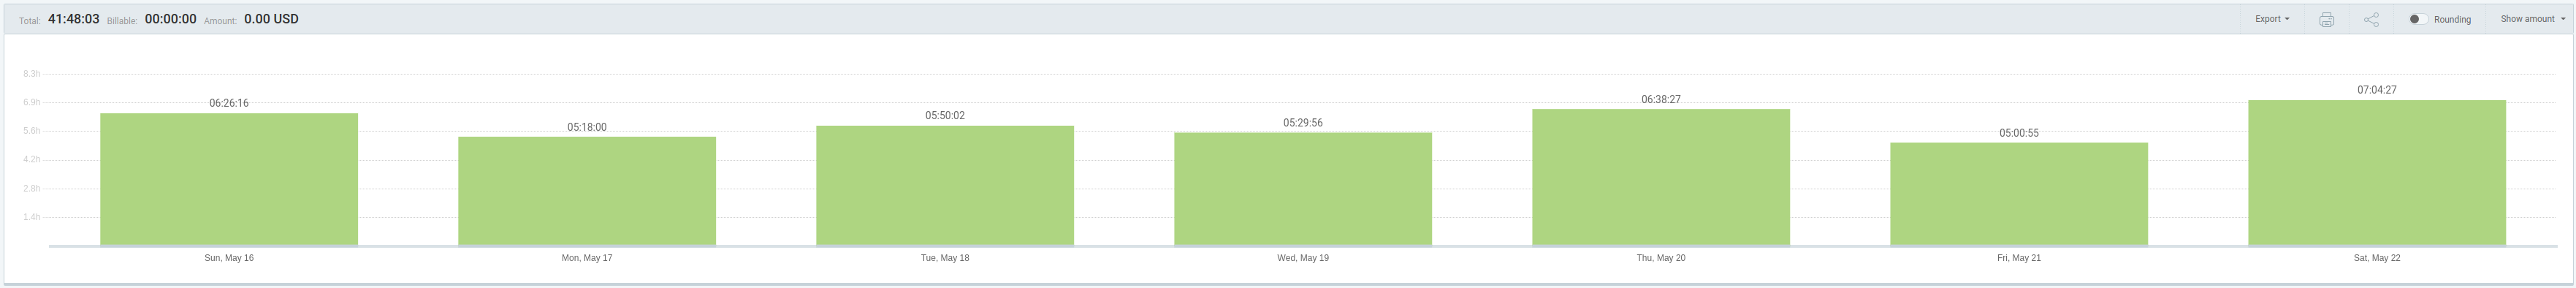 Total: 41:48:03 Billable: 00:00:00 Amount: 0.00 USD Export Rounding Show amount
8.3h
6.9h
5.6h
4.2h
2.8h
1.4h
06:26:16 05:18:00 05:50:02 05:29:56 06:38:27 05:00:55 07:04:27
Sun, May 16 Mon, May 17 Tue, May 18 Wed, May 19 Thu, May 20 Fri, May 21 Sat, May 22